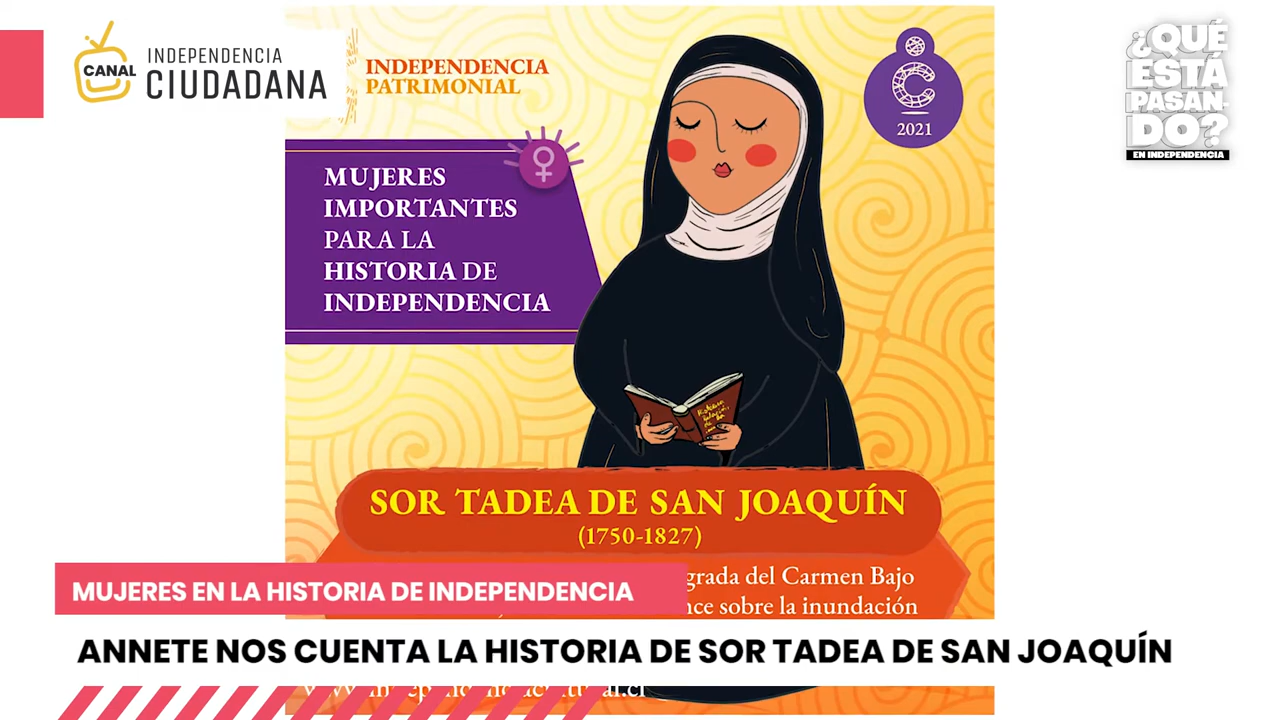 CANAL
INDEPENDENCIA
CIUDADANA
INDEPENDENCIA
PATRIMONIAL
2021
¿QUÉ
ESTÁ
PASAN-
DO?
EN INDEPENDENCIA
MUJERES
IMPORTANTES
PARA LA
HISTORIA DE
INDEPENDENCIA
SOR TADEA DE SAN JOAQUÍN
(1750-1827)
grada del Carmen Bajo
nce sobre la inundación
MUJERES EN LA HISTORIA DE INDEPENDENCIA
ANNETE NOS CUENTA LA HISTORIA DE SOR TADEA DE SAN JOAQUÍN